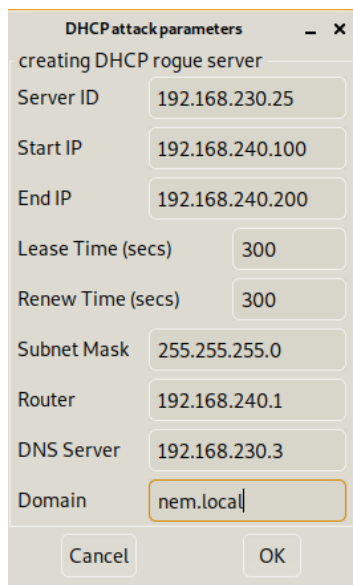 DHCP attack parameters
creating DHCP rogue server
Server ID 192.168.230.25
Start IP 192.168.240.100
End IP 192.168.240.200
Lease Time (secs) 300
Renew Time (secs) 300
Subnet Mask 255.255.255.0
Router 192.168.240.1
DNS Server 192.168.230.3
Domain nem.local
Cancel OK